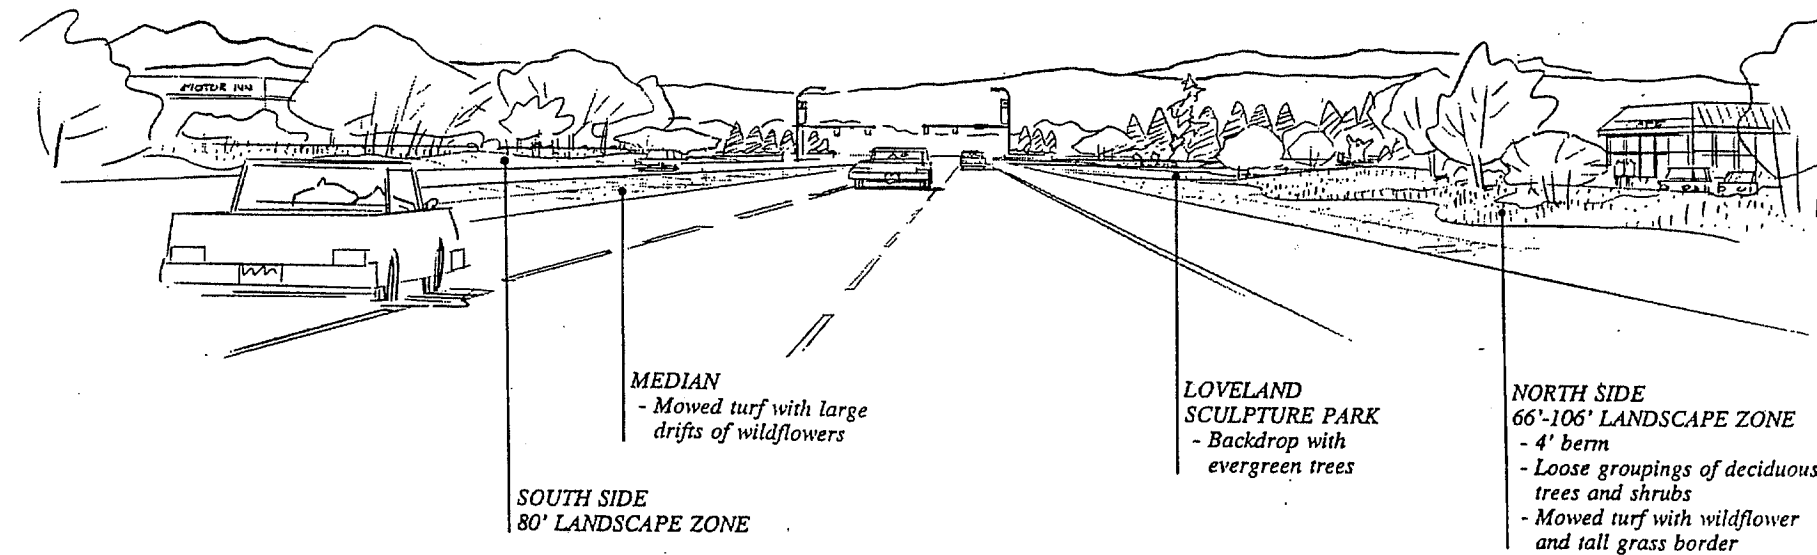 MOTOR INN
CAFE
MEDIAN
- Mowed turf with large
drifts of wildflowers
SOUTH SIDE
80' LANDSCAPE ZONE
LOVELAND
SCULPTURE PARK
- Backdrop with
evergreen trees
NORTH SIDE
66'-106' LANDSCAPE ZONE
- 4' berm
- Loose groupings of deciduous
trees and shrubs
- Mowed turf with wildflower
and tall grass border